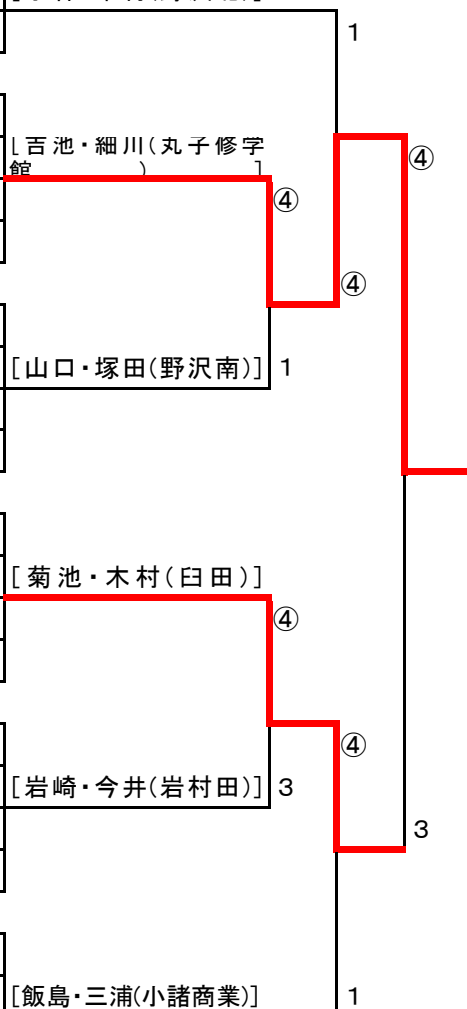 1
④
[吉池・細川(丸子修学
館 ) ]
④
④
[山口・塚田(野沢南)] 1
[菊池・木村(臼田)]
④
④
[岩崎・今井(岩村田)] 3
3
[飯島・三浦(小諸商業)] 1